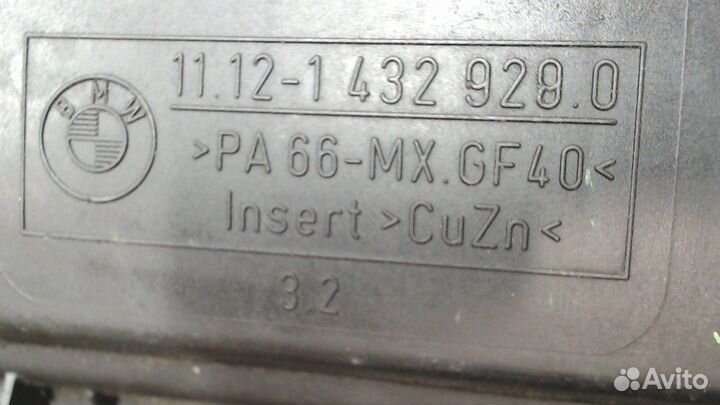 BMW
11.12-1 432 928.0
>PA 66-MX.GF40<
Insert >CuZn<
3.2
Avito